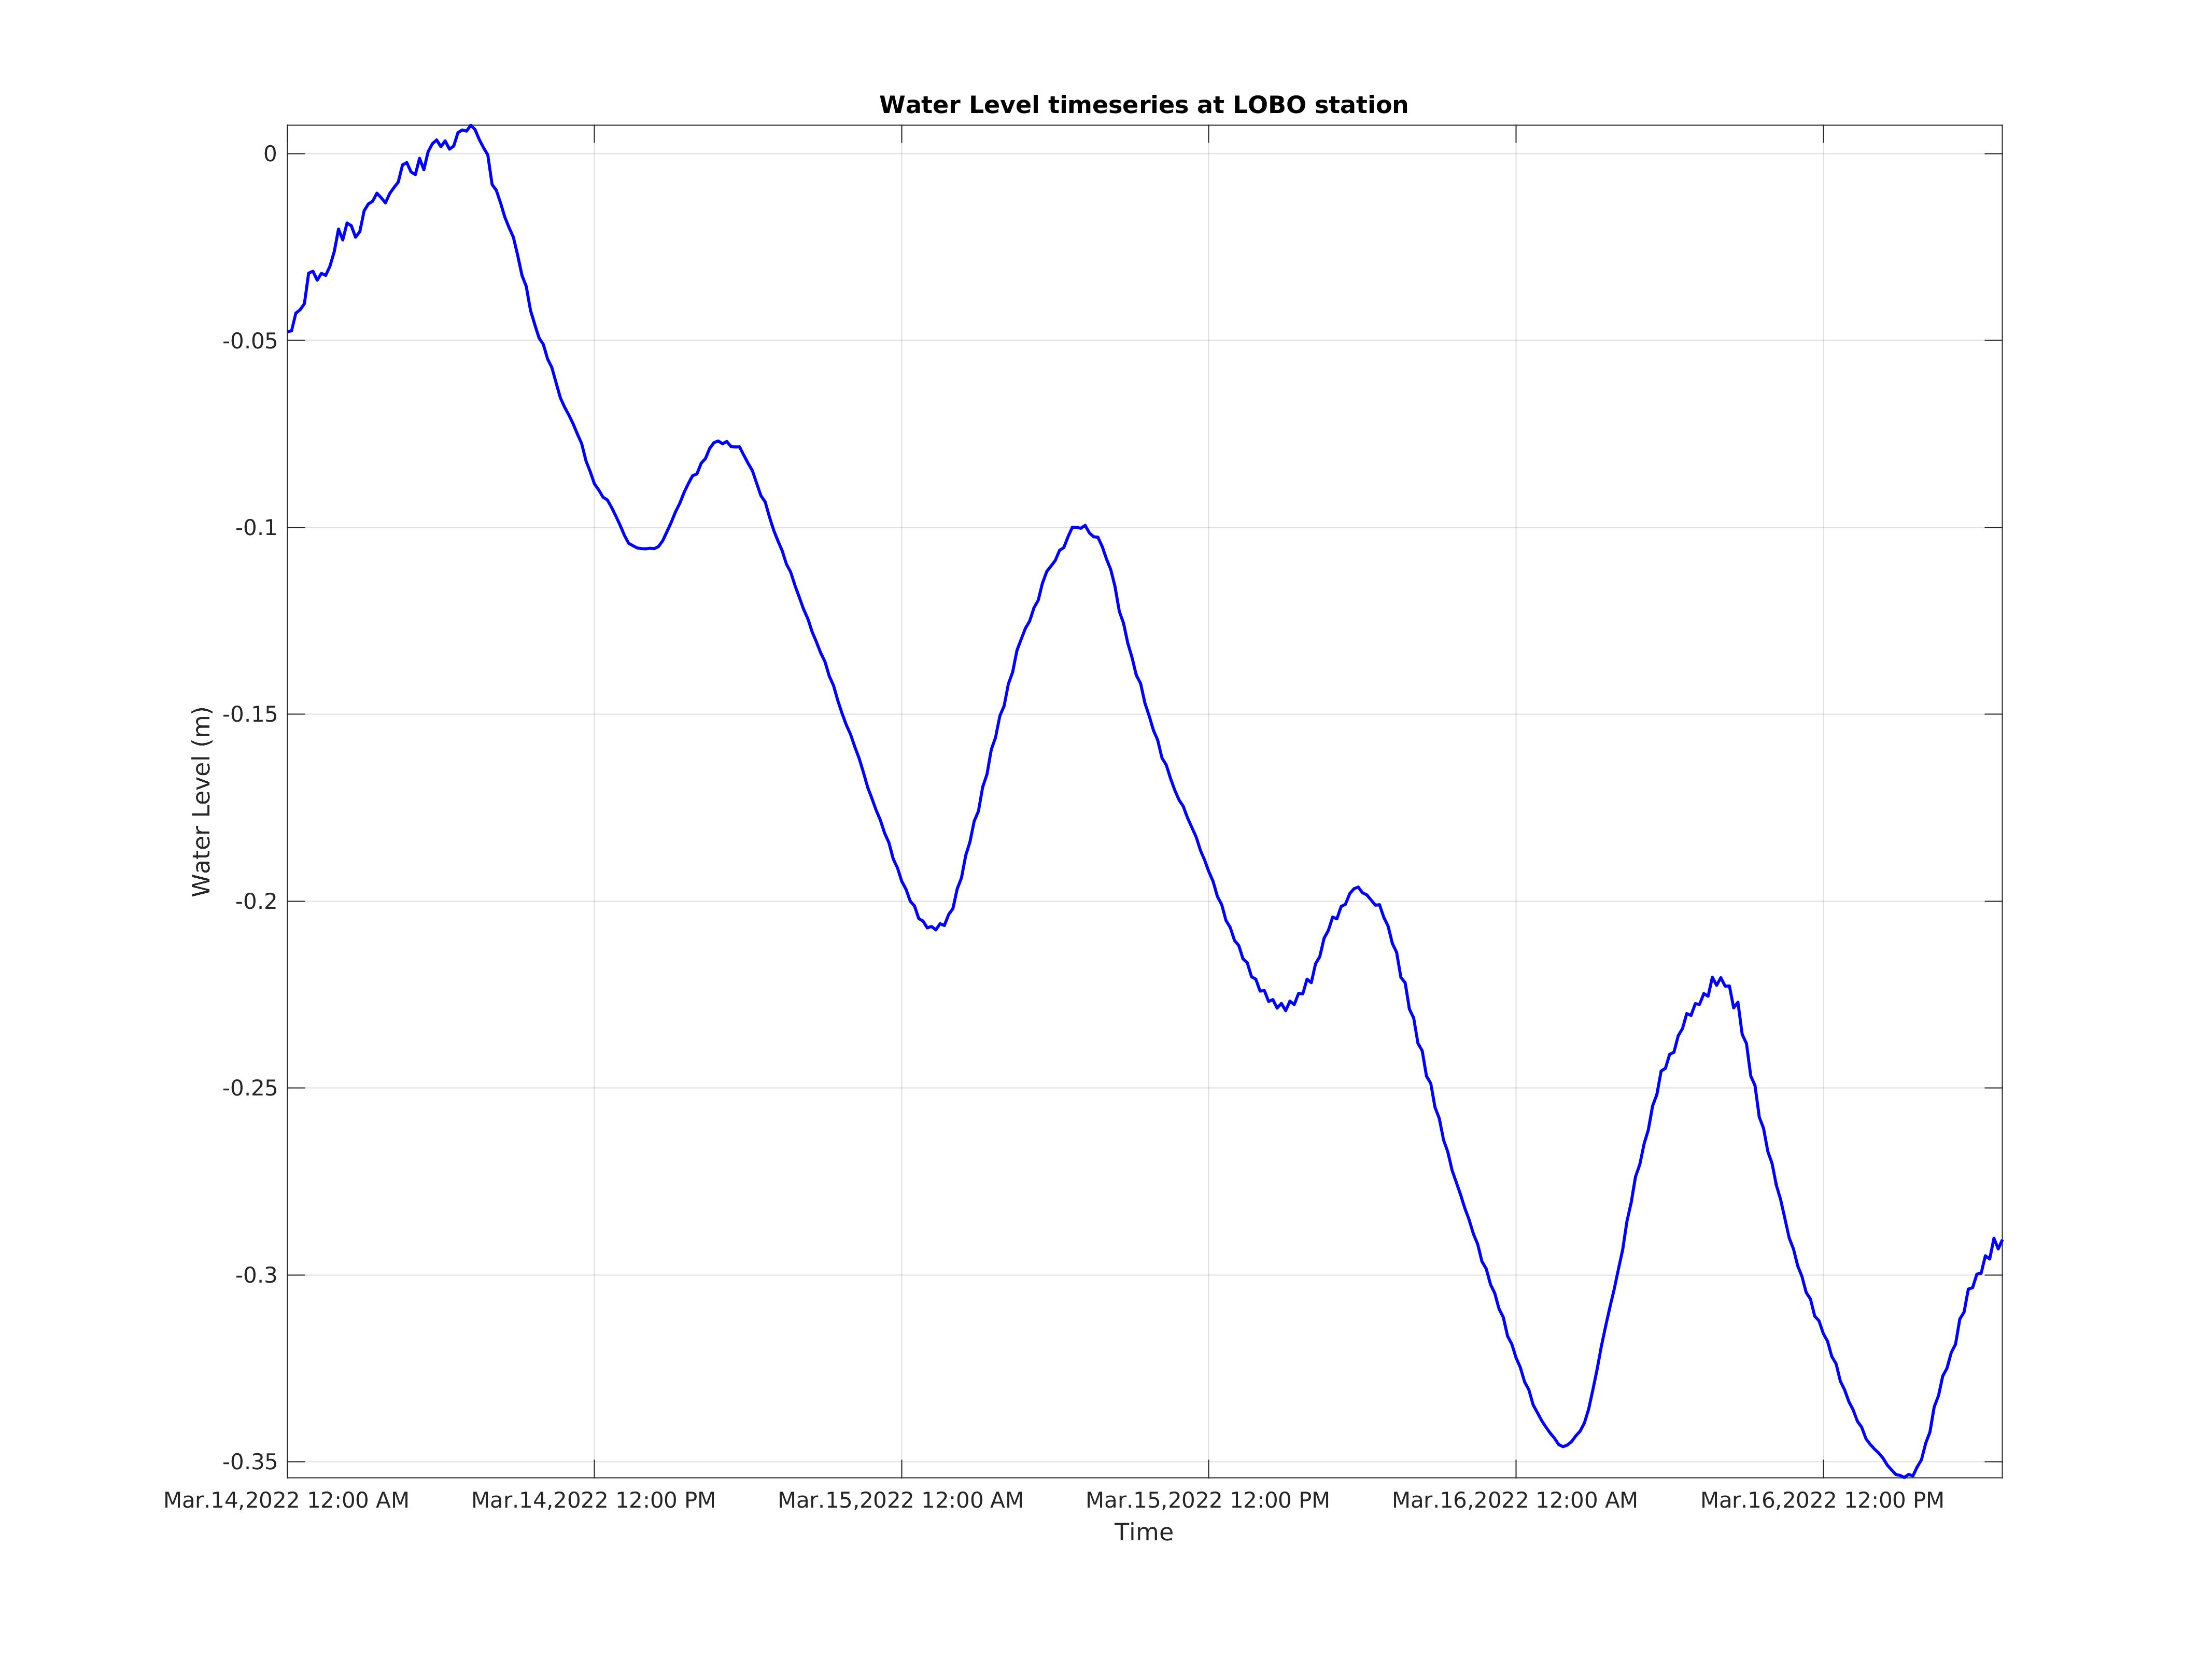 Water Level timeseries at LOBO station
0
-0.05
-0.1
-0.15
-0.2
-0.25
-0.3
-0.35
Water Level (m)
Mar.14,2022 12:00 AM
Mar.14,2022 12:00 PM
Mar.15,2022 12:00 AM
Mar.15,2022 12:00 PM
Mar.16,2022 12:00 AM
Mar.16,2022 12:00 PM
Time